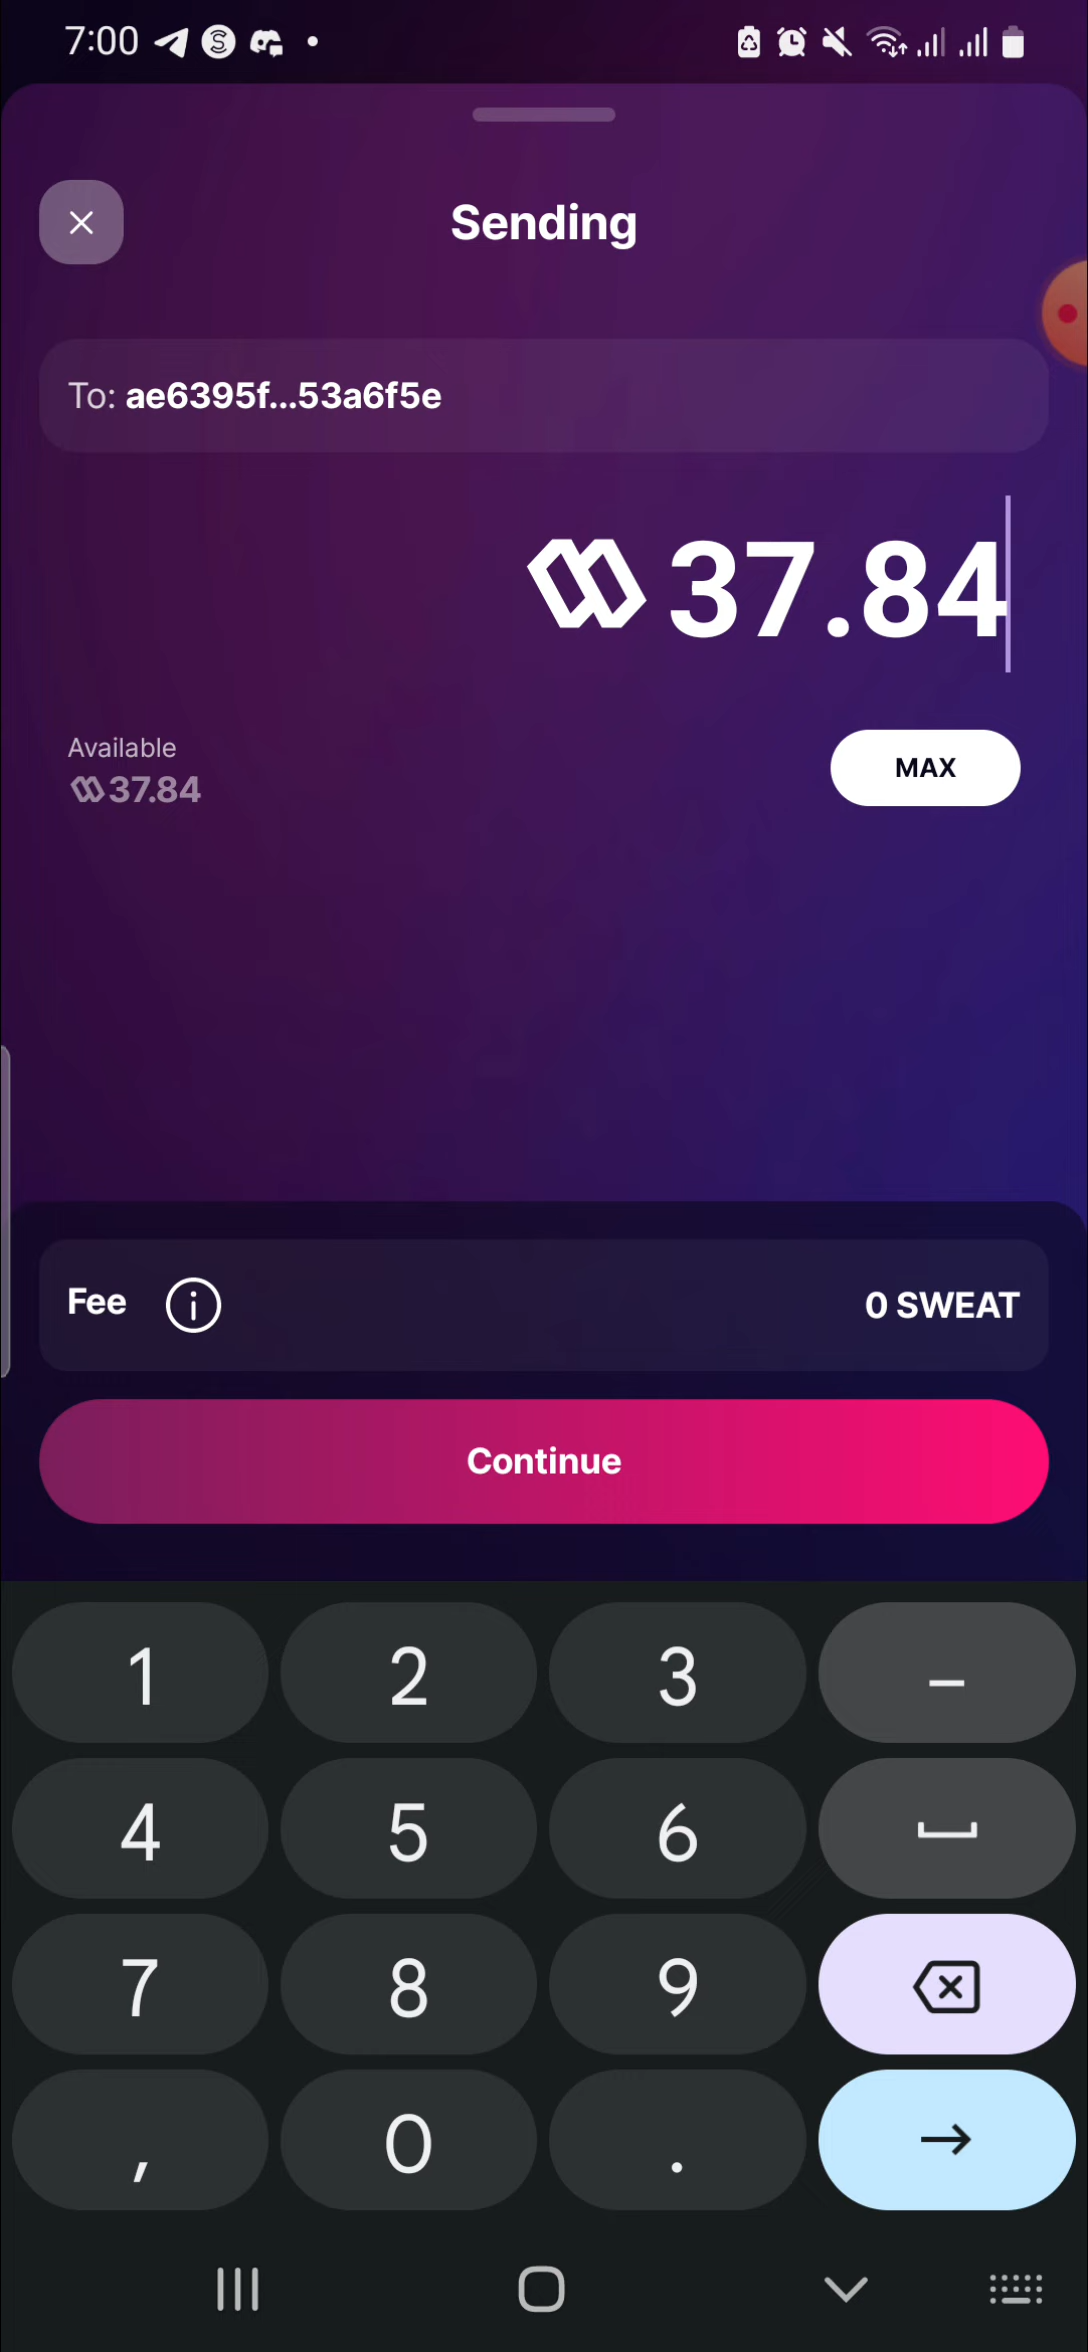 7:00
Sending
To: ae6395f...53a6f5e
37.84
Available
37.84
MAX
Fee
0 SWEAT
Continue
1 2 3 –
4 5 6
7 8 9
, 0 .